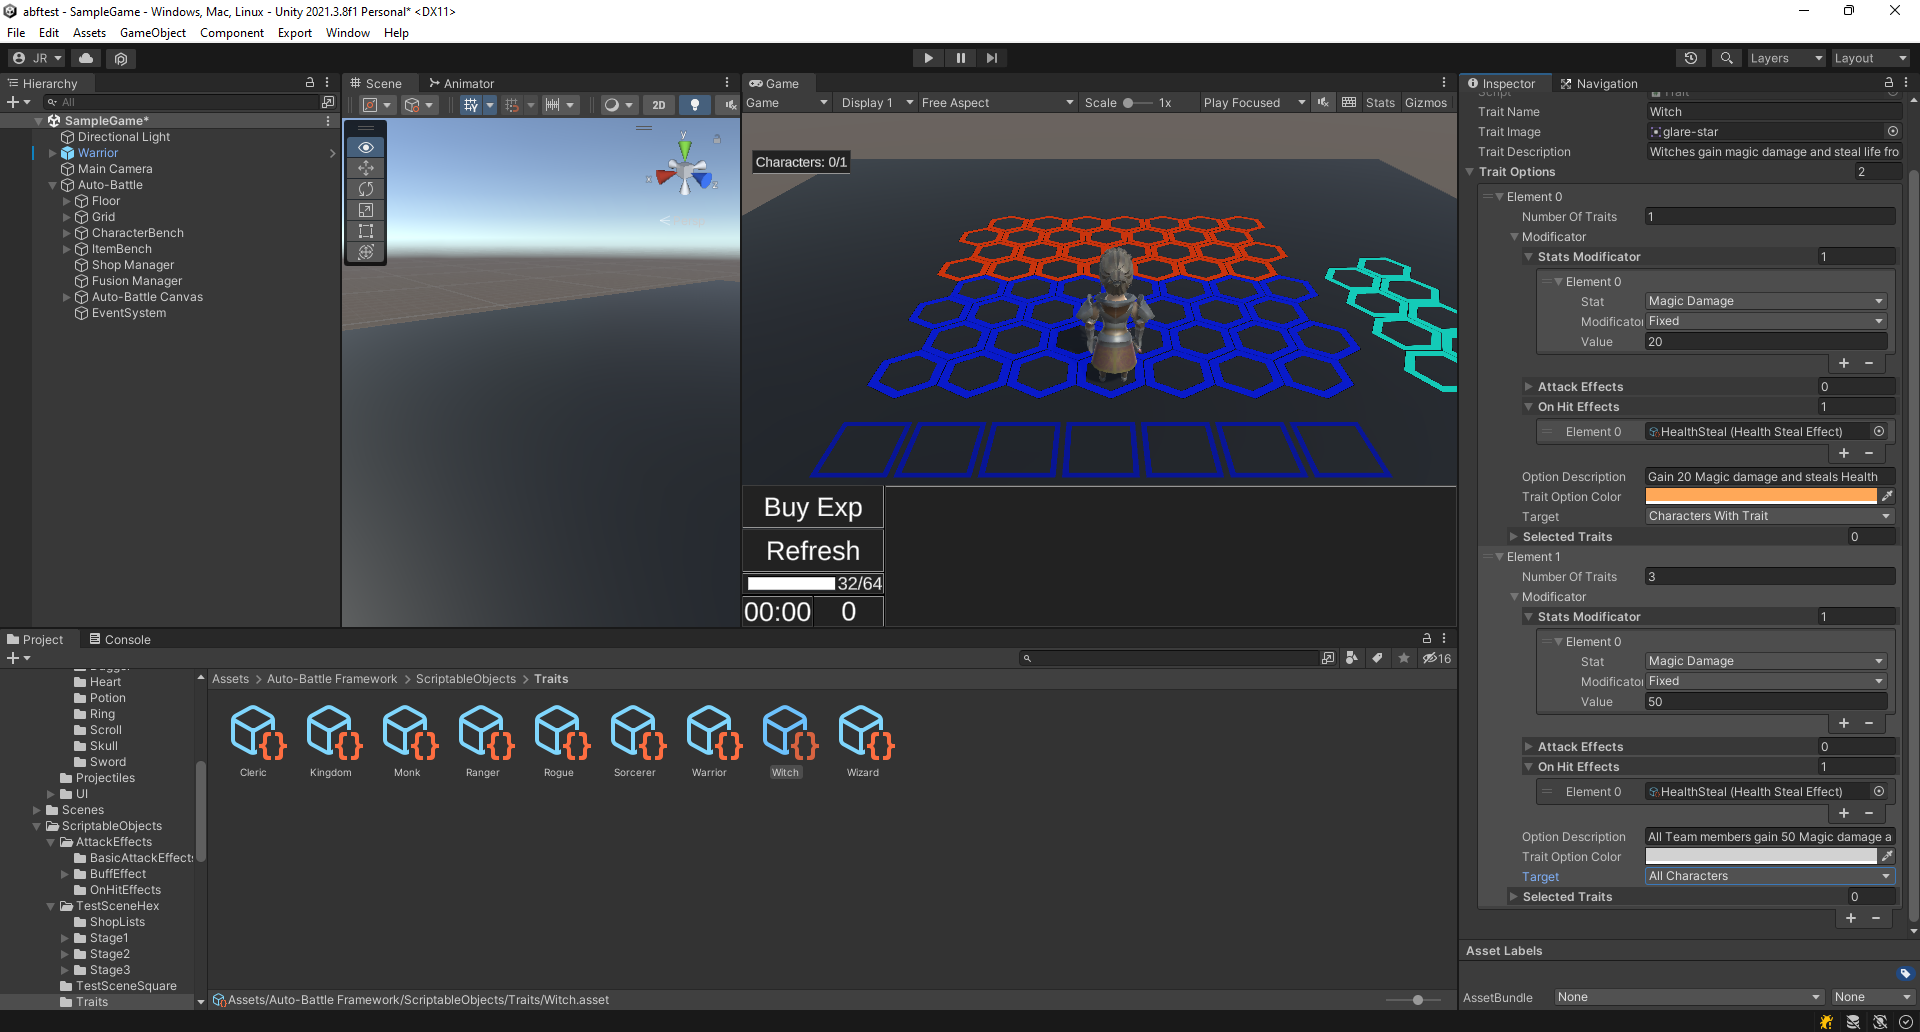 abftest - SampleGame - Windows, Mac, Linux - Unity 2021.3.8f1 Personal* <DX11>
File Edit Assets GameObject Component Export Window Help
JR
Layers Layout
Hierarchy
All
SampleGame*
Directional Light
Warrior
Main Camera
Auto-Battle
Floor
Grid
CharacterBench
ItemBench
Shop Manager
Fusion Manager
Auto-Battle Canvas
EventSystem
Scene Animator
2D
y
x
z
Game
Game Display 1 Free Aspect Scale 1x Play Focused Stats Gizmos
Characters: 0/1
Buy Exp
Refresh
32/64
00:00 0
Inspector Navigation
Script Trait
Trait Name Witch
Trait Image glare-star
Trait Description Witches gain magic damage and steal life fro
Trait Options 2
Element 0
Number Of Traits 1
Modificator
Stats Modificator 1
Element 0
Stat Magic Damage
Modificator Fixed
Value 20
+ -
Attack Effects 0
On Hit Effects 1
Element 0 HealthSteal (Health Steal Effect)
+ -
Option Description Gain 20 Magic damage and steals Health
Trait Option Color
Target Characters With Trait
Selected Traits 0
Element 1
Number Of Traits 3
Modificator
Stats Modificator 1
Element 0
Stat Magic Damage
Modificator Fixed
Value 50
+ -
Attack Effects 0
On Hit Effects 1
Element 0 HealthSteal (Health Steal Effect)
+ -
Option Description All Team members gain 50 Magic damage a
Trait Option Color
Target All Characters
Selected Traits 0
+ -
Asset Labels
AssetBundle None None
Project Console
16
Heart
Potion
Ring
Scroll
Skull
Sword
Projectiles
UI
Scenes
ScriptableObjects
AttackEffects
BasicAttackEffects
BuffEffect
OnHitEffects
TestSceneHex
ShopLists
Stage1
Stage2
Stage3
TestSceneSquare
Traits
Assets > Auto-Battle Framework > ScriptableObjects > Traits
Cleric Kingdom Monk Ranger Rogue Sorcerer Warrior Witch Wizard
Assets/Auto-Battle Framework/ScriptableObjects/Traits/Witch.asset